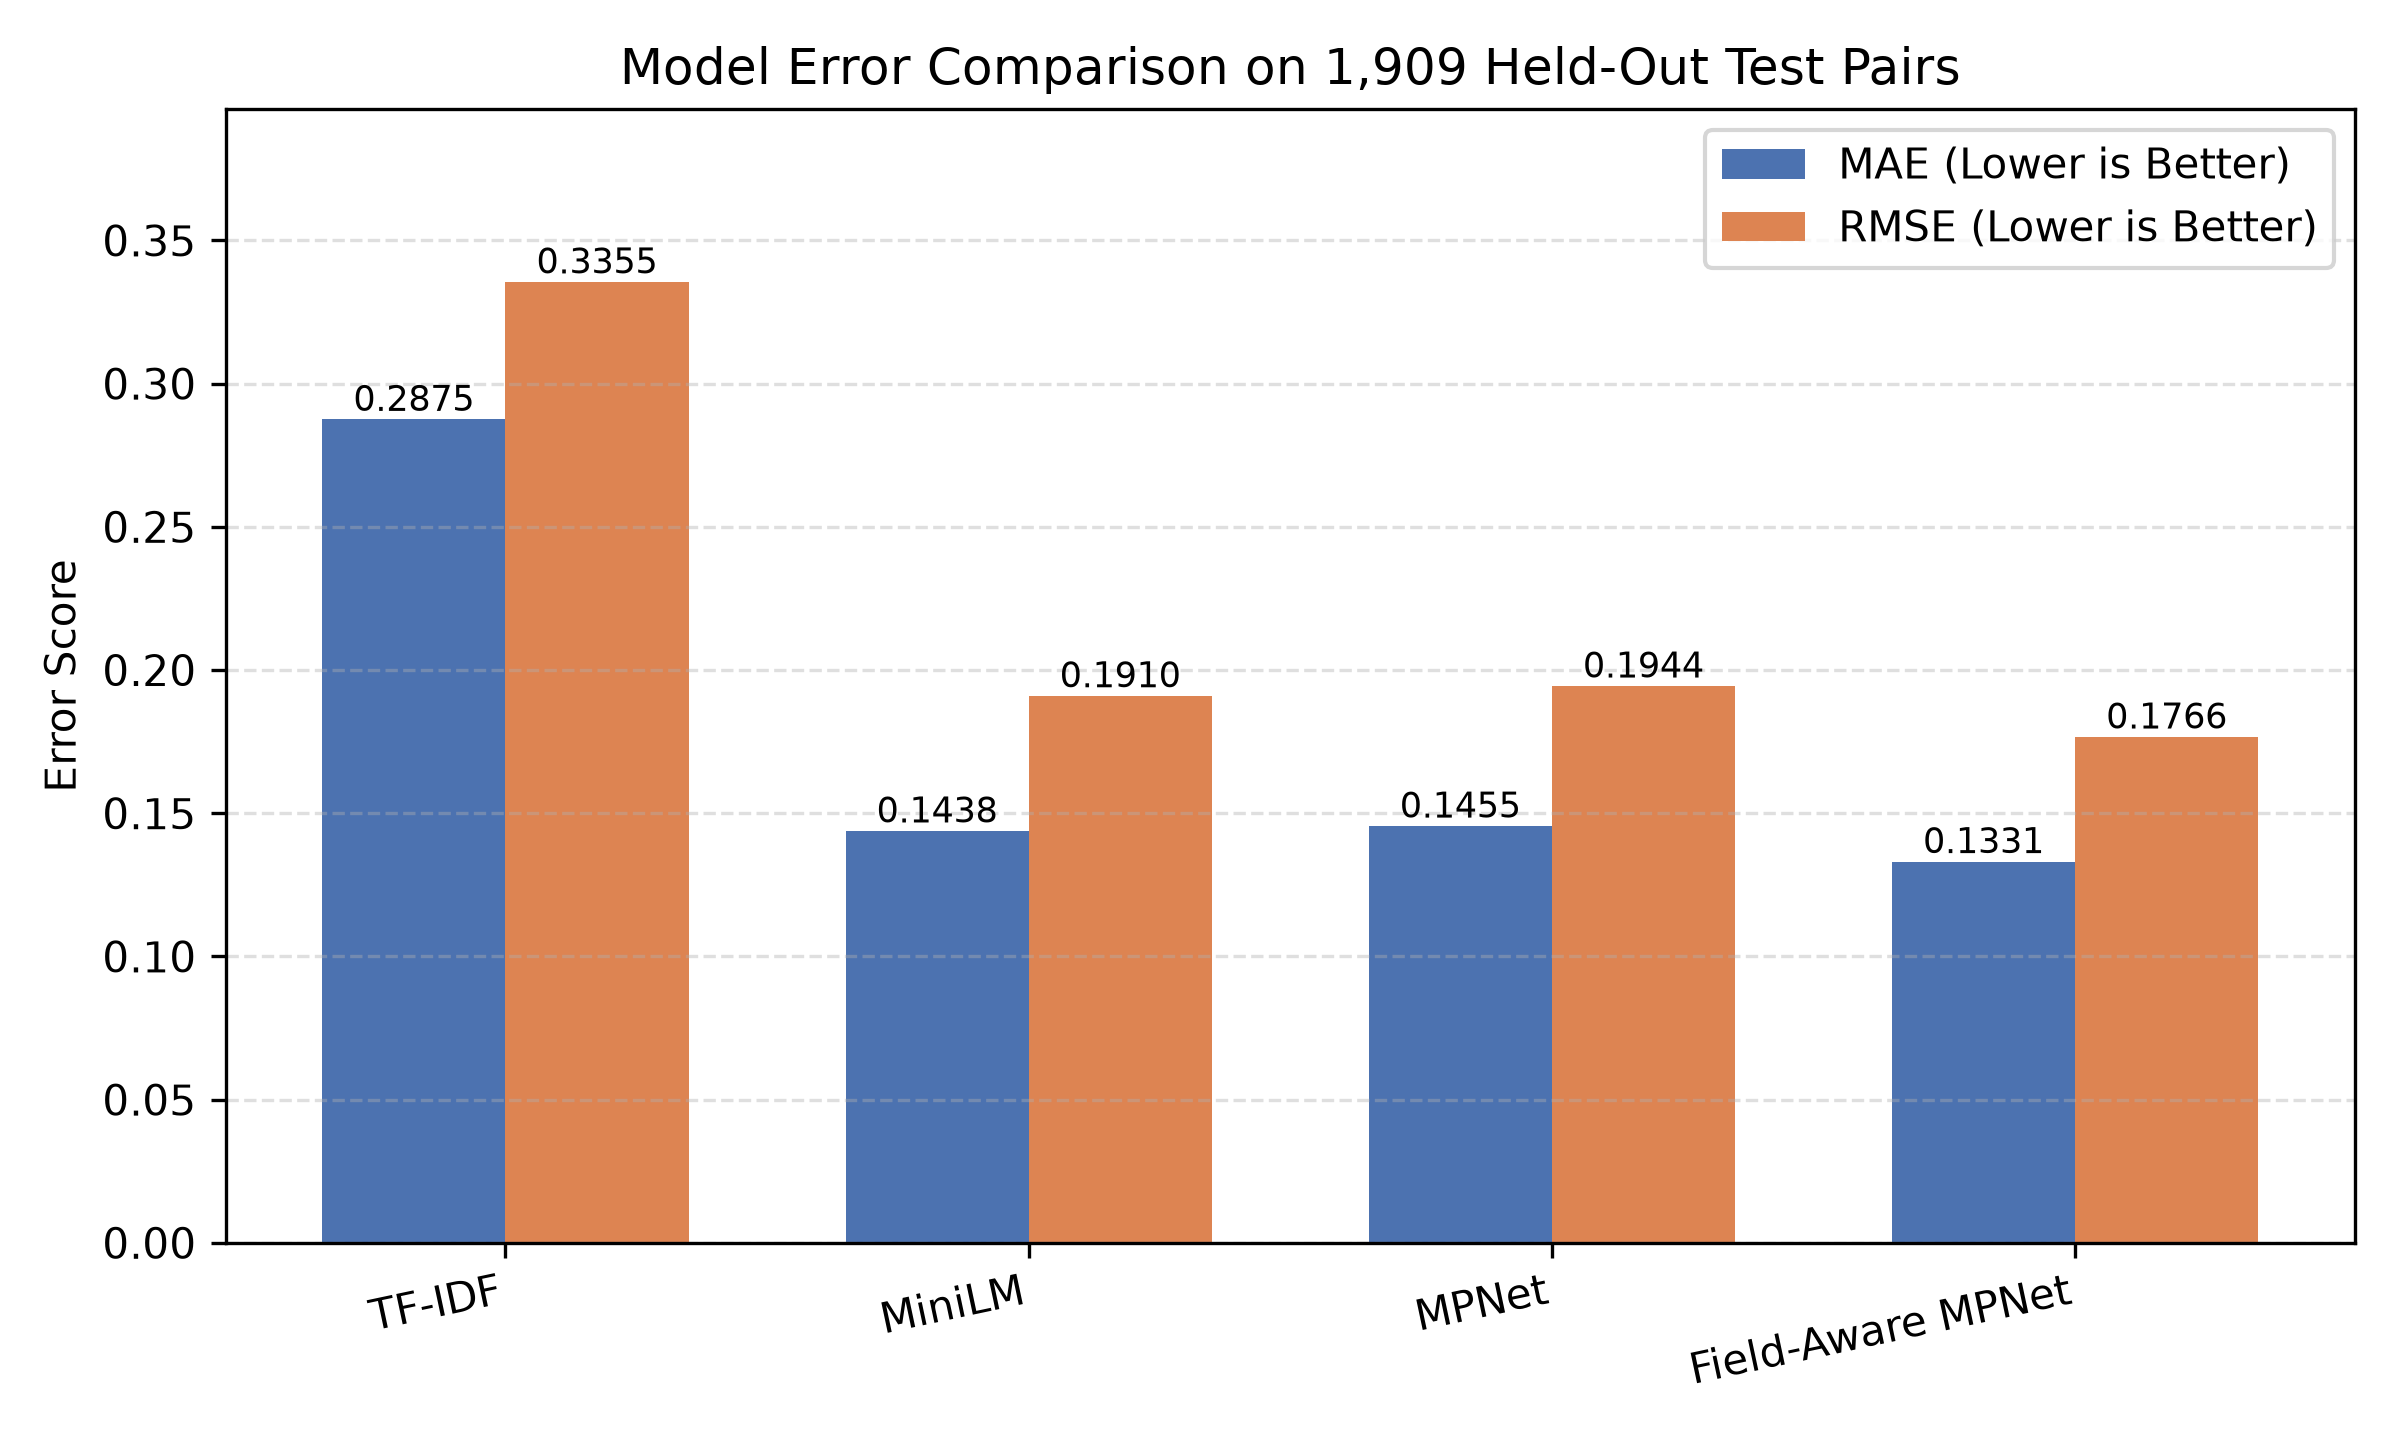 Model Error Comparison on 1,909 Held-Out Test Pairs
MAE (Lower is Better)
RMSE (Lower is Better)
Error Score
0.35
0.30
0.25
0.20
0.15
0.10
0.05
0.00
0.2875
0.3355
0.1438
0.1910
0.1455
0.1944
0.1331
0.1766
TF-IDF
MiniLM
MPNet
Field-Aware MPNet